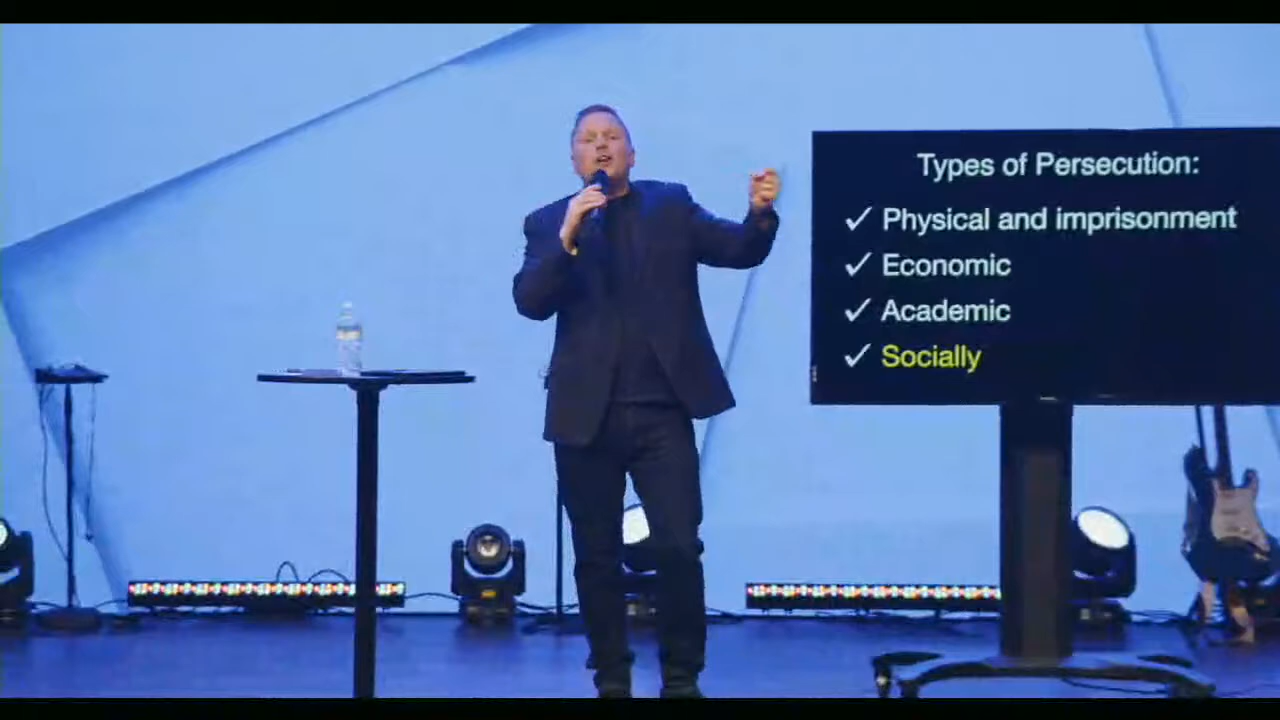 Types of Persecution:
✓ Physical and imprisonment
✓ Economic
✓ Academic
✓ Socially